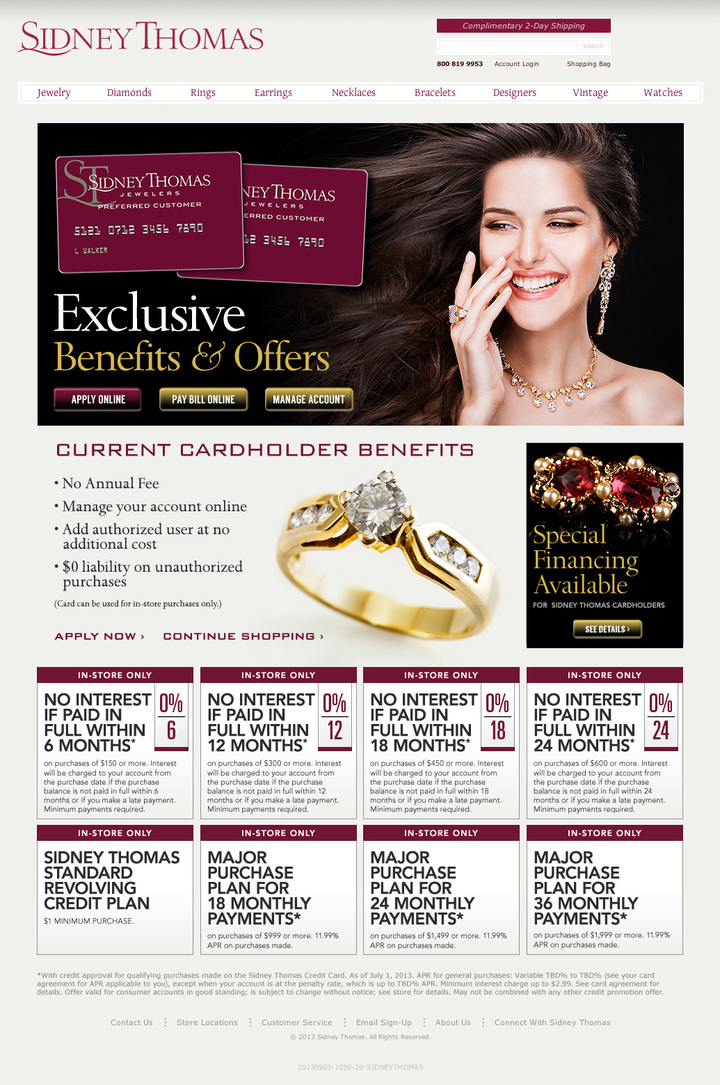 SIDNEY THOMAS
Complimentary 2-Day Shipping
search
800 819 9953 Account Login Shopping Bag
Jewelry Diamonds Rings Earrings Necklaces Bracelets Designers Vintage Watches
ST
SIDNEY THOMAS
JEWELERS
PREFERRED CUSTOMER
5121 0712 3456 7890
L WALKER
NEY THOMAS
WELERS
ERRED CUSTOMER
12 3456 7890
Exclusive
Benefits & Offers
APPLY ONLINE PAY BILL ONLINE MANAGE ACCOUNT
CURRENT CARDHOLDER BENEFITS
• No Annual Fee
• Manage your account online
• Add authorized user at no
additional cost
• $0 liability on unauthorized
purchases
(Card can be used for in-store purchases only.)
APPLY NOW › CONTINUE SHOPPING ›
Special
Financing
Available
FOR SIDNEY THOMAS CARDHOLDERS
SEE DETAILS ›
IN-STORE ONLY
NO INTEREST
IF PAID IN
FULL WITHIN
6 MONTHS*
0%
6
on purchases of $150 or more. Interest
will be charged to your account from
the purchase date if the purchase
balance is not paid in full within 6
months or if you make a late payment.
Minimum payments required.
IN-STORE ONLY
NO INTEREST
IF PAID IN
FULL WITHIN
12 MONTHS*
0%
12
on purchases of $300 or more. Interest
will be charged to your account from
the purchase date if the purchase
balance is not paid in full within 12
months or if you make a late payment.
Minimum payments required.
IN-STORE ONLY
NO INTEREST
IF PAID IN
FULL WITHIN
18 MONTHS*
0%
18
on purchases of $450 or more. Interest
will be charged to your account from
the purchase date if the purchase
balance is not paid in full within 18
months or if you make a late payment.
Minimum payments required.
IN-STORE ONLY
NO INTEREST
IF PAID IN
FULL WITHIN
24 MONTHS*
0%
24
on purchases of $600 or more. Interest
will be charged to your account from
the purchase date if the purchase
balance is not paid in full within 24
months or if you make a late payment.
Minimum payments required.
IN-STORE ONLY
SIDNEY THOMAS
STANDARD
REVOLVING
CREDIT PLAN
$1 MINIMUM PURCHASE.
IN-STORE ONLY
MAJOR
PURCHASE
PLAN FOR
18 MONTHLY
PAYMENTS*
on purchases of $999 or more. 11.99%
APR on purchases made.
IN-STORE ONLY
MAJOR
PURCHASE
PLAN FOR
24 MONTHLY
PAYMENTS*
on purchases of $1,499 or more. 11.99%
APR on purchases made.
IN-STORE ONLY
MAJOR
PURCHASE
PLAN FOR
36 MONTHLY
PAYMENTS*
on purchases of $1,999 or more. 11.99%
APR on purchases made.
*With credit approval for qualifying purchases made on the Sidney Thomas Credit Card. As of July 1, 2013. APR for general purchases: Variable TBD% to TBD% (see your card
agreement for APR applicable to you), except when your account is at the penalty rate, which is up to TBD% APR. Minimum interest charge up to $2.99. See card agreement for
details. Offer valid for consumer accounts in good standing; is subject to change without notice; see store for details. May not be combined with any other credit promotion offer.
Contact Us Store Locations Customer Service Email Sign-Up About Us Connect With Sidney Thomas
© 2013 Sidney Thomas. All Rights Reserved.
20130903-1050-26-SIDNEYTHOMAS